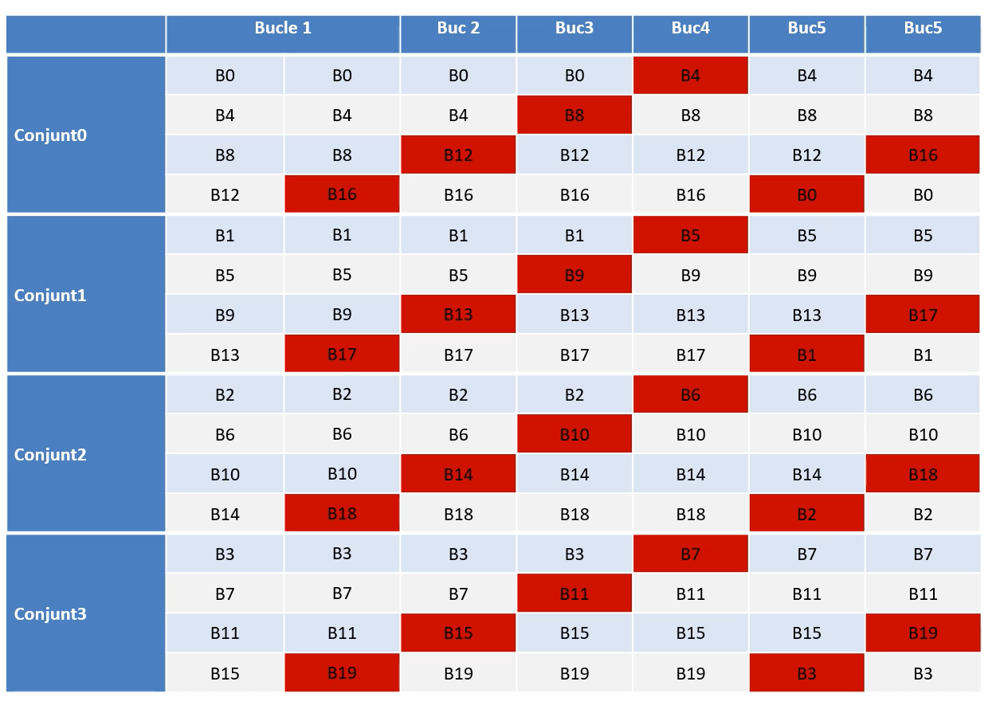 Bucle 1 Buc 2 Buc3 Buc4 Buc5 Buc5
B0 B0 B0 B0 B4 B4 B4
B4 B4 B4 B8 B8 B8 B8
Conjunt0
B8 B8 B12 B12 B12 B12 B16
B12 B16 B16 B16 B16 B0 B0
B1 B1 B1 B1 B5 B5 B5
B5 B5 B5 B9 B9 B9 B9
Conjunt1
B9 B9 B13 B13 B13 B13 B17
B13 B17 B17 B17 B17 B1 B1
B2 B2 B2 B2 B6 B6 B6
B6 B6 B6 B10 B10 B10 B10
Conjunt2
B10 B10 B14 B14 B14 B14 B18
B14 B18 B18 B18 B18 B2 B2
B3 B3 B3 B3 B7 B7 B7
B7 B7 B7 B11 B11 B11 B11
Conjunt3
B11 B11 B15 B15 B15 B15 B19
B15 B19 B19 B19 B19 B3 B3